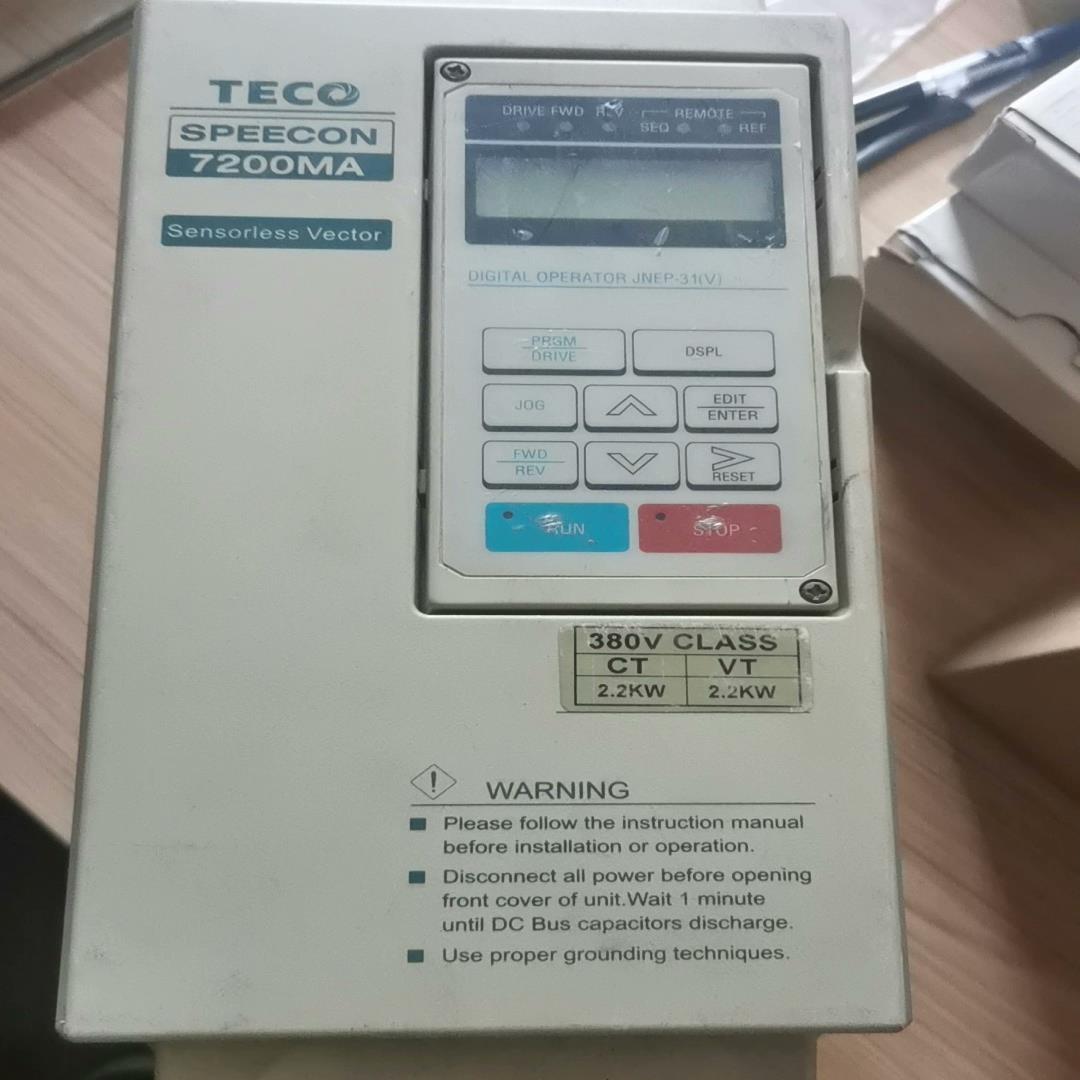 TECO
SPEECON
7200MA
Sensorless Vector
DRIVE FWD REV REMOTE
SEQ REF
DIGITAL OPERATOR JNEP-31(V)
PRGM
DRIVE
DSPL
JOG
EDIT
ENTER
FWD
REV
RESET
RUN
STOP
380V CLASS
CT VT
2.2KW 2.2KW
WARNING
Please follow the instruction manual
before installation or operation.
Disconnect all power before opening
front cover of unit.Wait 1 minute
until DC Bus capacitors discharge.
Use proper grounding techniques.